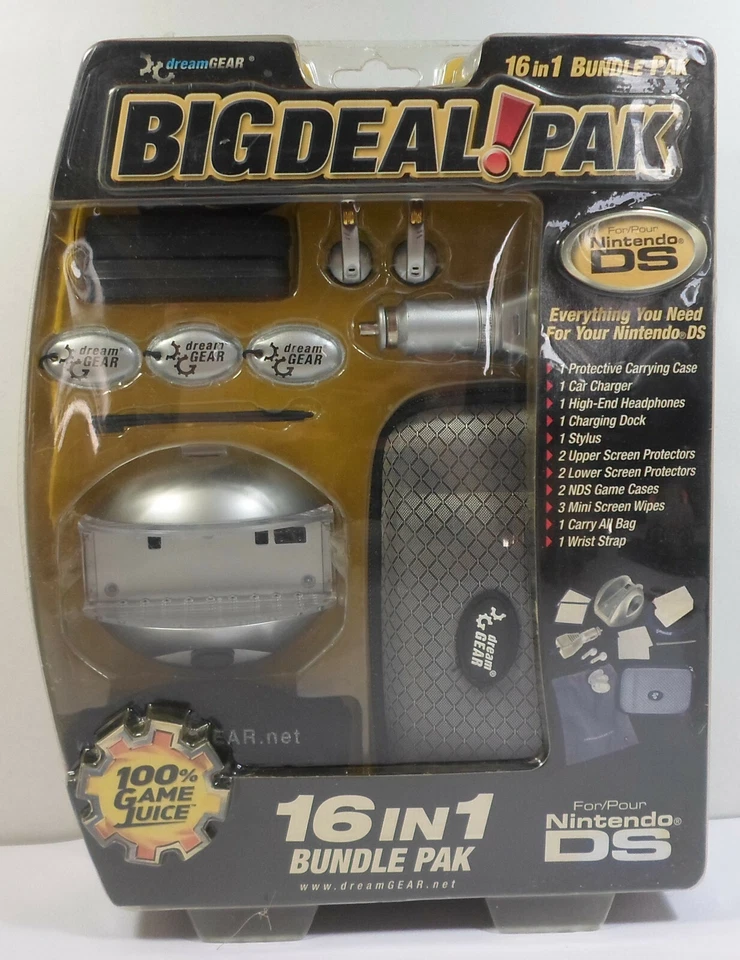 dreamGEAR®
16 in 1 BUNDLE PAK
BIGDEAL!PAK
For/Pour
Nintendo®
DS
Everything You Need
For Your Nintendo® DS
1 Protective Carrying Case
1 Car Charger
1 High-End Headphones
1 Charging Dock
1 Stylus
2 Upper Screen Protectors
2 Lower Screen Protectors
2 NDS Game Cases
3 Mini Screen Wipes
1 Carry All Bag
1 Wrist Strap
dream
GEAR
dream
GEAR
dream
GEAR
dream
GEAR
EAR.net
100%
GAME
JUICE™
16 IN 1
BUNDLE PAK
www.dreamGEAR.net
For/Pour
Nintendo®
DS